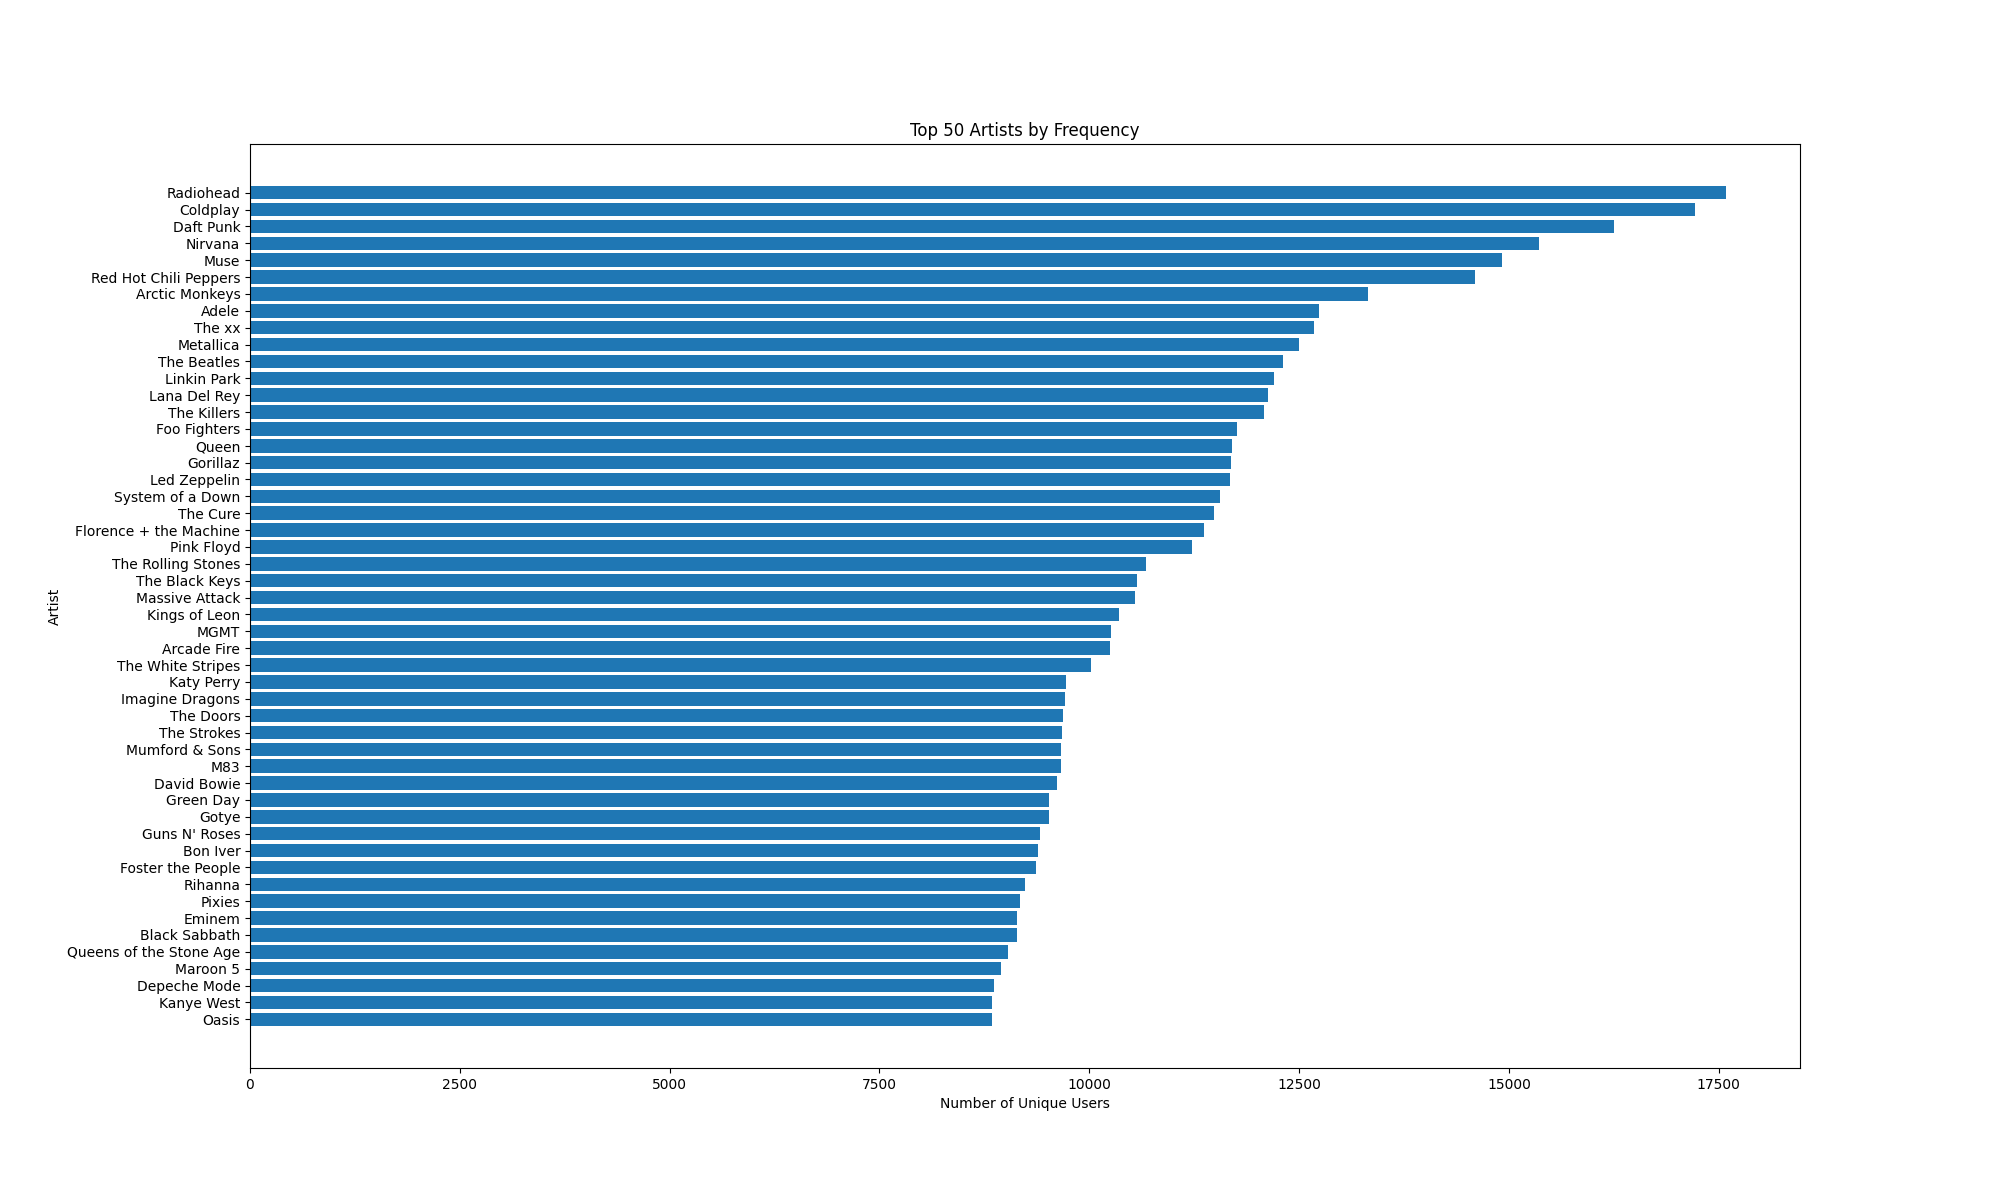 Top 50 Artists by Frequency
Radiohead
Coldplay
Daft Punk
Nirvana
Muse
Red Hot Chili Peppers
Arctic Monkeys
Adele
The xx
Metallica
The Beatles
Linkin Park
Lana Del Rey
The Killers
Foo Fighters
Queen
Gorillaz
Led Zeppelin
System of a Down
The Cure
Florence + the Machine
Pink Floyd
The Rolling Stones
The Black Keys
Massive Attack
Kings of Leon
MGMT
Arcade Fire
The White Stripes
Katy Perry
Imagine Dragons
The Doors
The Strokes
Mumford & Sons
M83
David Bowie
Green Day
Gotye
Guns N' Roses
Bon Iver
Foster the People
Rihanna
Pixies
Eminem
Black Sabbath
Queens of the Stone Age
Maroon 5
Depeche Mode
Kanye West
Oasis
Artist
0 2500 5000 7500 10000 12500 15000 17500
Number of Unique Users